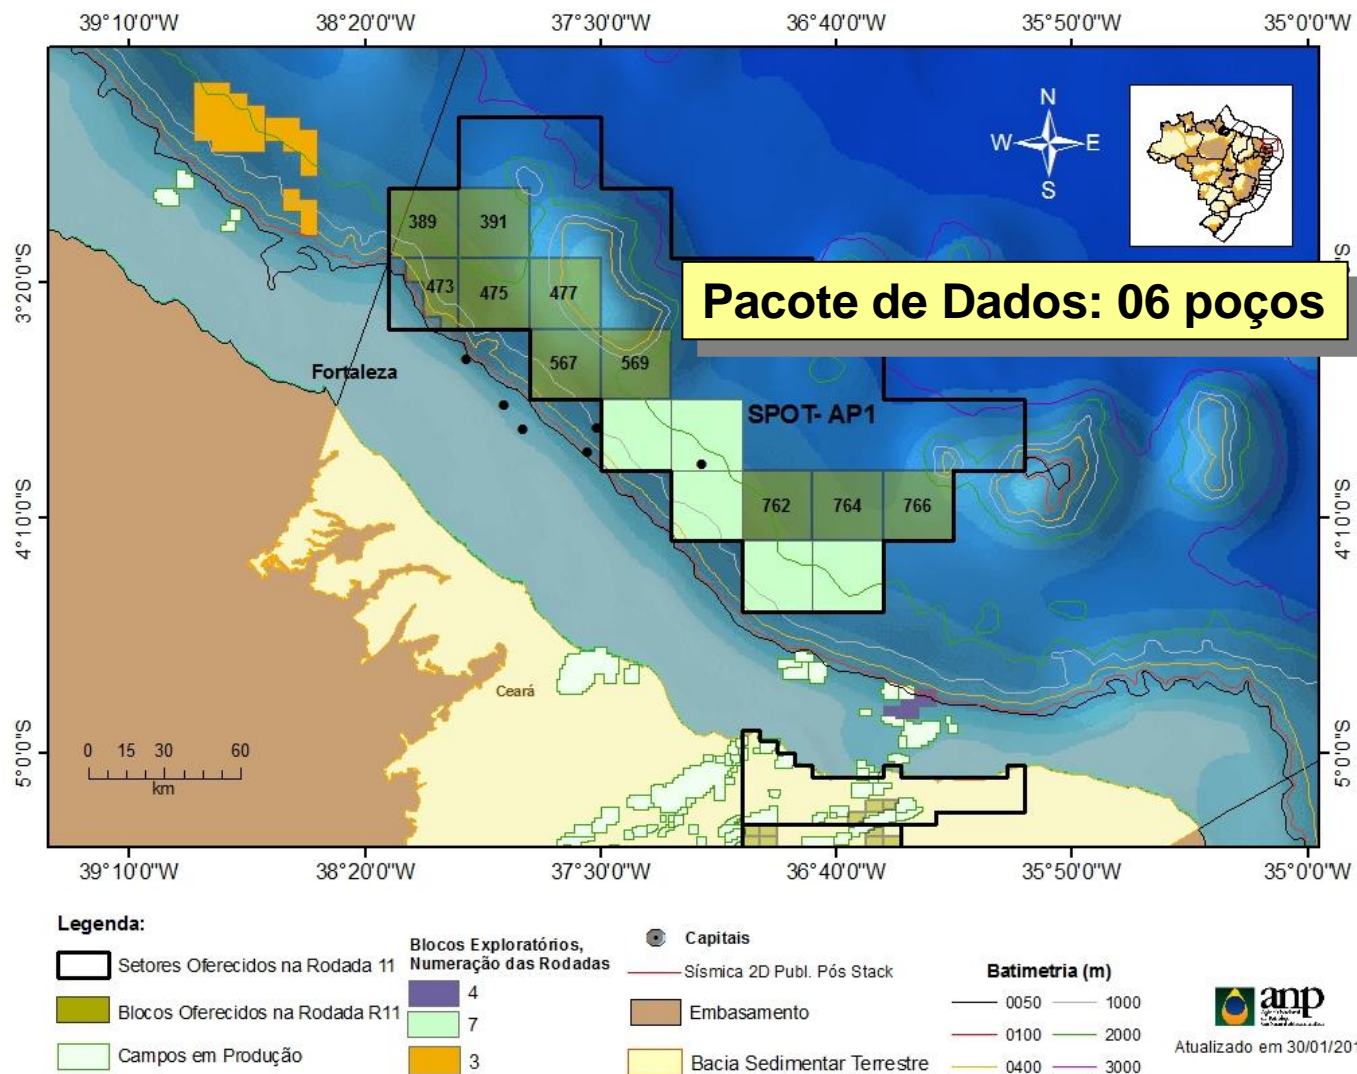 39°10'0"W 38°20'0"W 37°30'0"W 36°40'0"W 35°50'0"W 35°0'0"W
N
W E
S
389 391
3°20'0"S
473 475 477
Pacote de Dados: 06 poços
567 569
Fortaleza
SPOT- AP1
762 764 766
4°10'0"S 4°10'0"S
Ceará
0 15 30 60
km
5°0'0"S 5°0'0"S
39°10'0"W 38°20'0"W 37°30'0"W 36°40'0"W 35°50'0"W 35°0'0"W
Legenda:
Setores Oferecidos na Rodada 11
Blocos Oferecidos na Rodada R11
Campos em Produção
Blocos Exploratórios,
Numeração das Rodadas
4
7
3
Capitais
Sísmica 2D Publ. Pós Stack
Embasamento
Bacia Sedimentar Terrestre
Batimetria (m)
0050 1000
0100 2000
0400 3000
anp
Atualizado em 30/01/201